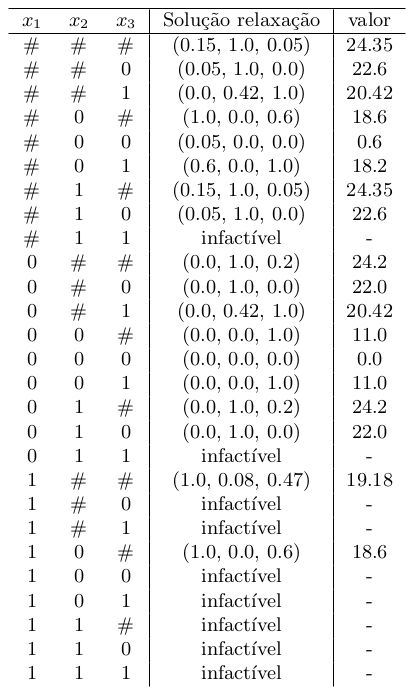 x₁ x₂ x₃ Solução relaxação valor
# # # (0.15, 1.0, 0.05) 24.35
# # 0 (0.05, 1.0, 0.0) 22.6
# # 1 (0.0, 0.42, 1.0) 20.42
# 0 # (1.0, 0.0, 0.6) 18.6
# 0 0 (0.05, 0.0, 0.0) 0.6
# 0 1 (0.6, 0.0, 1.0) 18.2
# 1 # (0.15, 1.0, 0.05) 24.35
# 1 0 (0.05, 1.0, 0.0) 22.6
# 1 1 infactível -
0 # # (0.0, 1.0, 0.2) 24.2
0 # 0 (0.0, 1.0, 0.0) 22.0
0 # 1 (0.0, 0.42, 1.0) 20.42
0 0 # (0.0, 0.0, 1.0) 11.0
0 0 0 (0.0, 0.0, 0.0) 0.0
0 0 1 (0.0, 0.0, 1.0) 11.0
0 1 # (0.0, 1.0, 0.2) 24.2
0 1 0 (0.0, 1.0, 0.0) 22.0
0 1 1 infactível -
1 # # (1.0, 0.08, 0.47) 19.18
1 # 0 infactível -
1 # 1 infactível -
1 0 # (1.0, 0.0, 0.6) 18.6
1 0 0 infactível -
1 0 1 infactível -
1 1 # infactível -
1 1 0 infactível -
1 1 1 infactível -